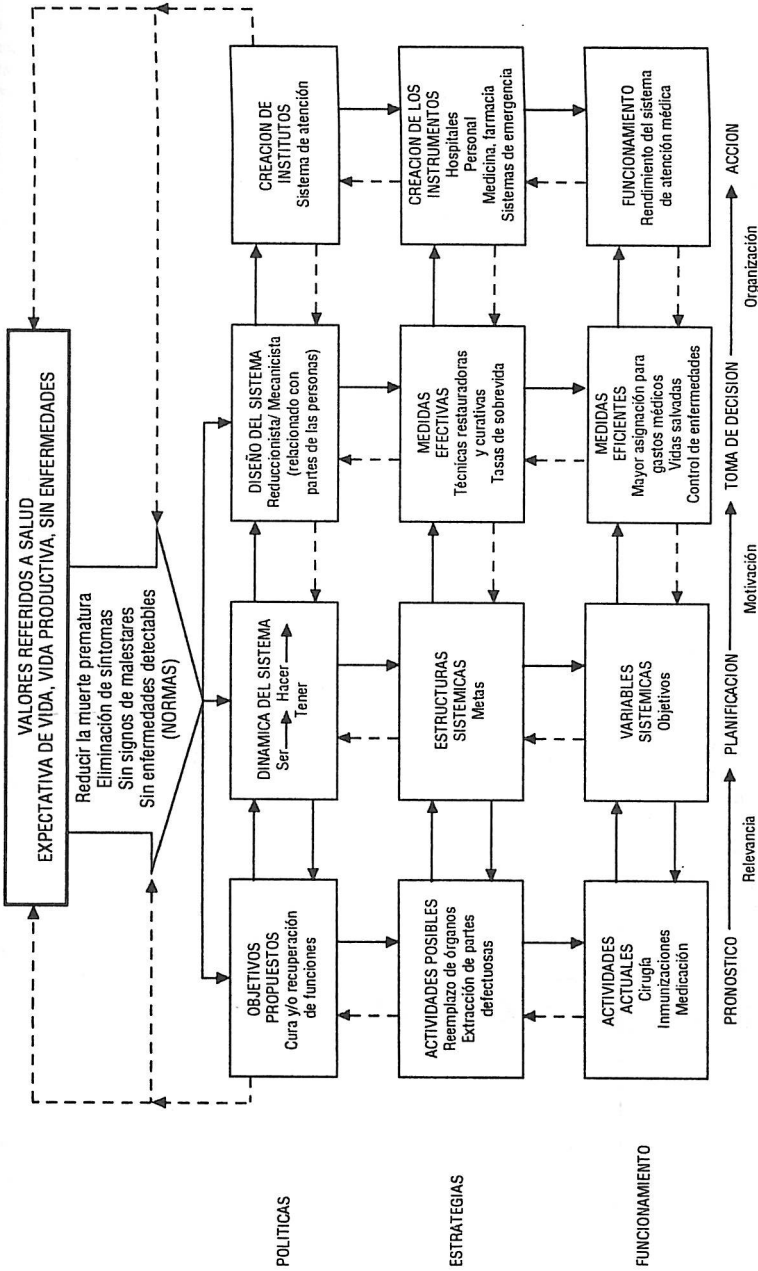 VALORES REFERIDOS A SALUD
EXPECTATIVA DE VIDA, VIDA PRODUCTIVA, SIN ENFERMEDADES
Reducir la muerte prematura
Eliminación de síntomas
Sin signos de malestares
Sin enfermedades detectables
(NORMAS)
POLITICAS
OBJETIVOS
PROPUESTOS
Cura y/o recuperación
de funciones
DINAMICA DEL SISTEMA
Ser Hacer
Tener
DISEÑO DEL SISTEMA
Reduccionista/ Mecanicista
(relacionado con
partes de las personas)
CREACION DE
INSTITUTOS
Sistema de atención
ESTRATEGIAS
ACTIVIDADES POSIBLES
Reemplazo de órganos
Extracción de partes
defectuosas
ESTRUCTURAS
SISTEMICAS
Metas
MEDIDAS
EFECTIVAS
Técnicas restauradoras
y curativas
Tasas de sobrevida
CREACION DE LOS
INSTRUMENTOS
Hospitales
Personal
Medicina, farmacia
Sistemas de emergencia
FUNCIONAMIENTO
ACTIVIDADES
ACTUALES
Cirugía
Inmunizaciones
Medicación
VARIABLES
SISTEMICAS
Objetivos
MEDIDAS
EFICIENTES
Mayor asignación para
gastos médicos
Vidas salvadas
Control de enfermedades
FUNCIONAMIENTO
Rendimiento del sistema
de atención médica
PRONOSTICO PLANIFICACION TOMA DE DECISION ACCION
Relevancia Motivación Organización